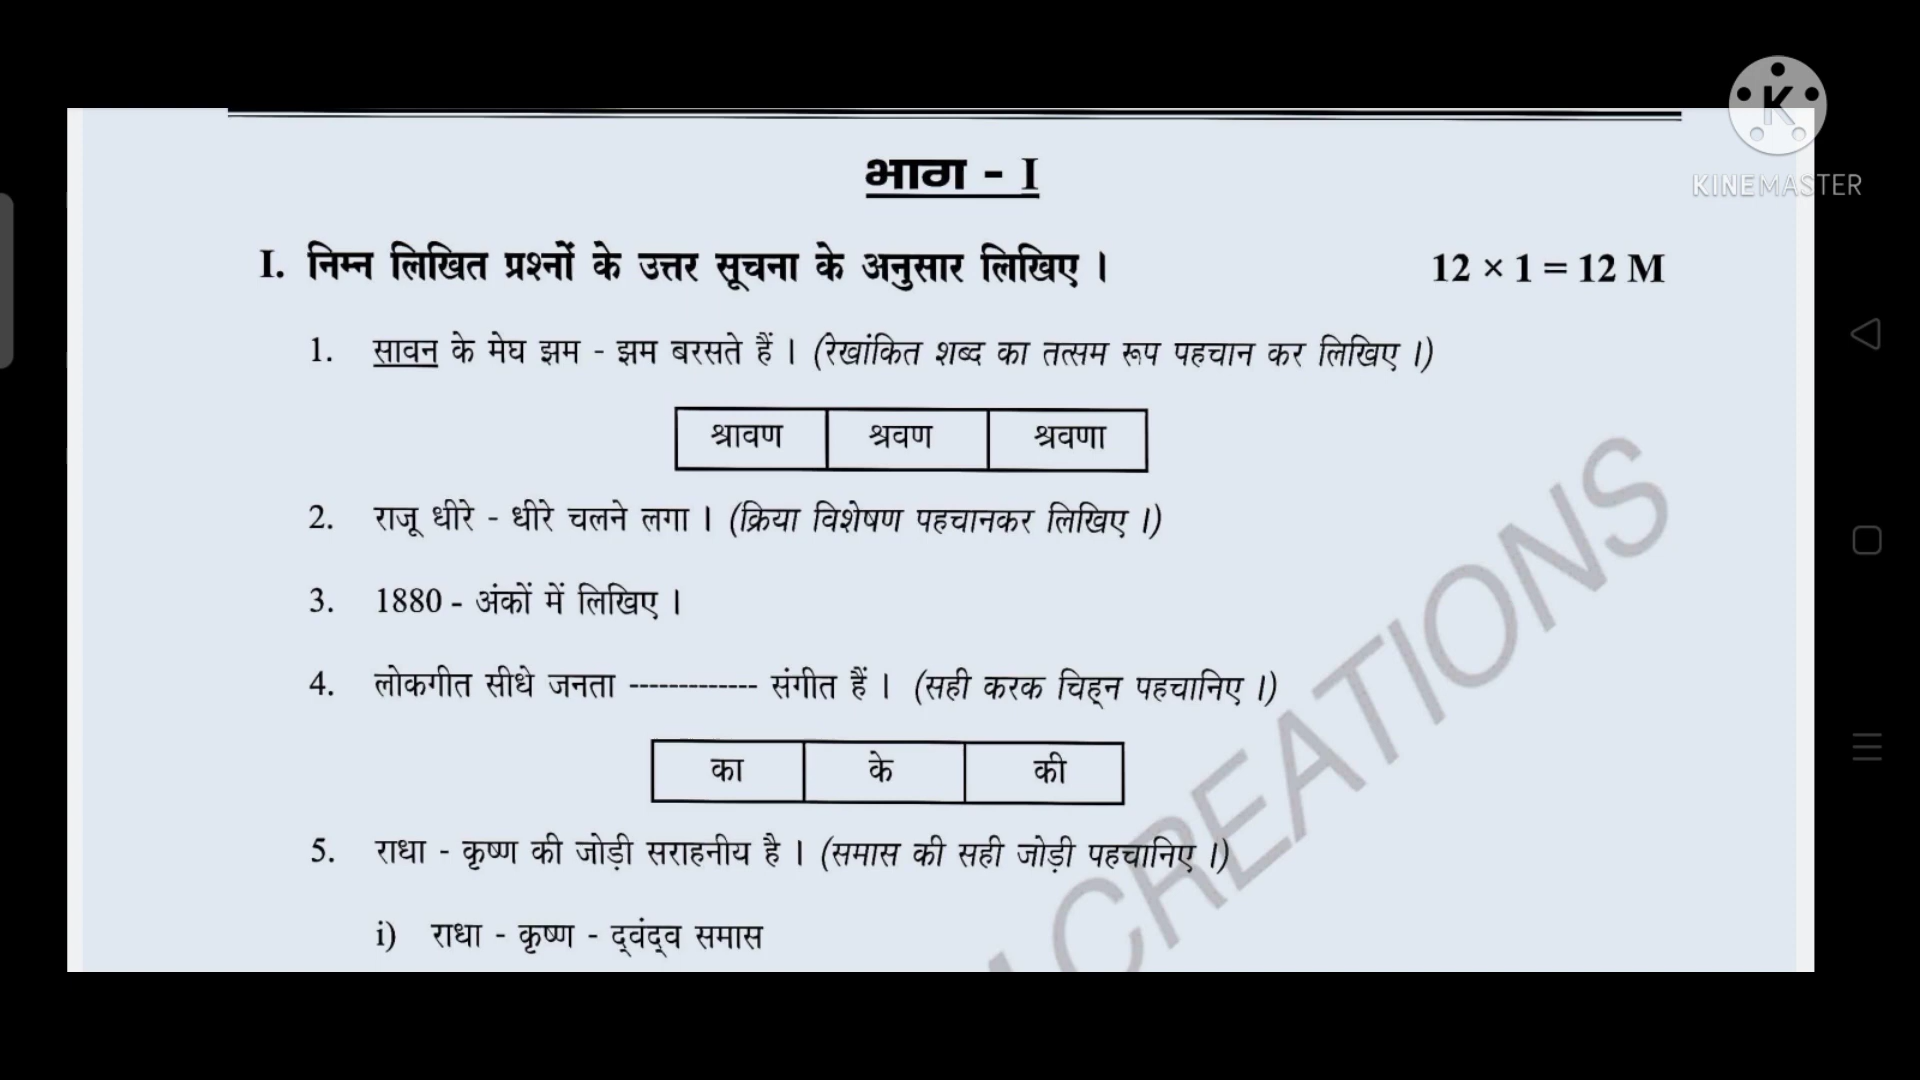 K
KINEMASTER
भाग - I
I. निम्न लिखित प्रश्नों के उत्तर सूचना के अनुसार लिखिए । 12 × 1 = 12 M
1. सावन के मेघ झम - झम बरसते हैं । (रेखांकित शब्द का तत्सम रूप पहचान कर लिखिए ।)
श्रावण श्रवण श्रवणा
2. राजू धीरे - धीरे चलने लगा । (क्रिया विशेषण पहचानकर लिखिए ।)
3. 1880 - अंकों में लिखिए ।
4. लोकगीत सीधे जनता ------------- संगीत हैं । (सही करक चिह्न पहचानिए ।)
का के की
5. राधा - कृष्ण की जोड़ी सराहनीय है । (समास की सही जोड़ी पहचानिए ।)
i) राधा - कृष्ण - द्वंद्व समास
CREATIONS